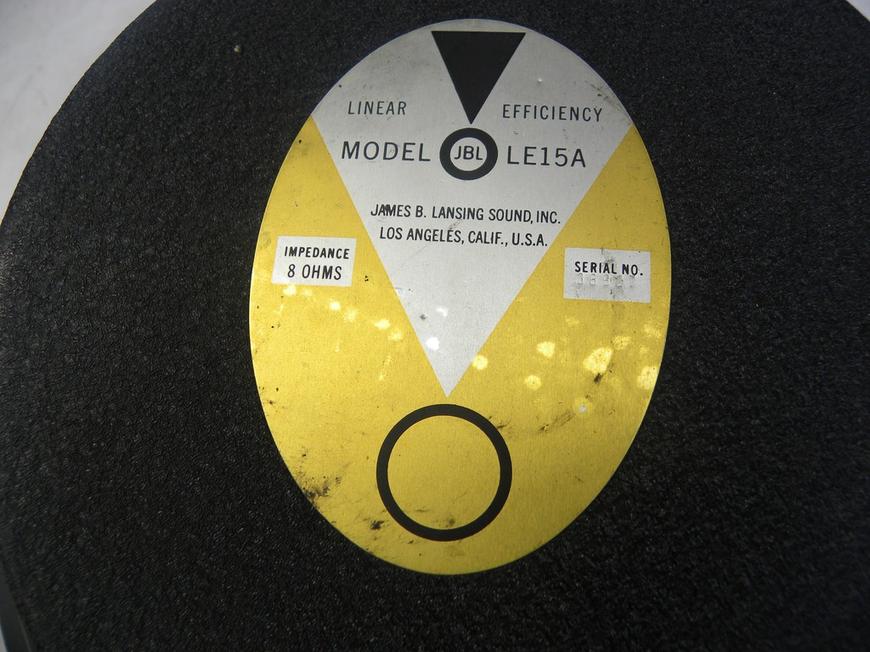 LINEAR EFFICIENCY
MODEL JBL LE15A
JAMES B. LANSING SOUND, INC.
LOS ANGELES, CALIF., U.S.A.
IMPEDANCE
8 OHMS
SERIAL NO.